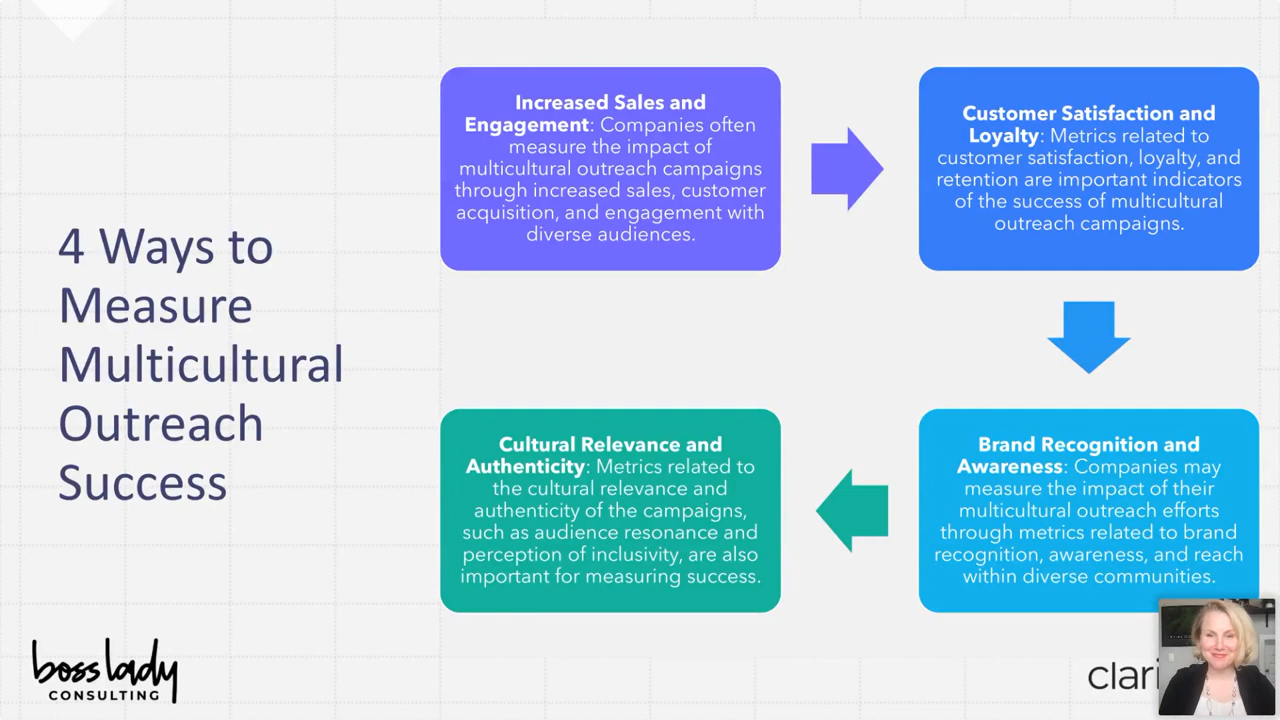 4 Ways to
Measure
Multicultural
Outreach
Success
Increased Sales and
Engagement: Companies often
measure the impact of
multicultural outreach campaigns
through increased sales, customer
acquisition, and engagement with
diverse audiences.
Customer Satisfaction and
Loyalty: Metrics related to
customer satisfaction, loyalty, and
retention are important indicators
of the success of multicultural
outreach campaigns.
Brand Recognition and
Awareness: Companies may
measure the impact of their
multicultural outreach efforts
through metrics related to brand
recognition, awareness, and reach
within diverse communities.
Cultural Relevance and
Authenticity: Metrics related to
the cultural relevance and
authenticity of the campaigns,
such as audience resonance and
perception of inclusivity, are also
important for measuring success.
boss lady
CONSULTING